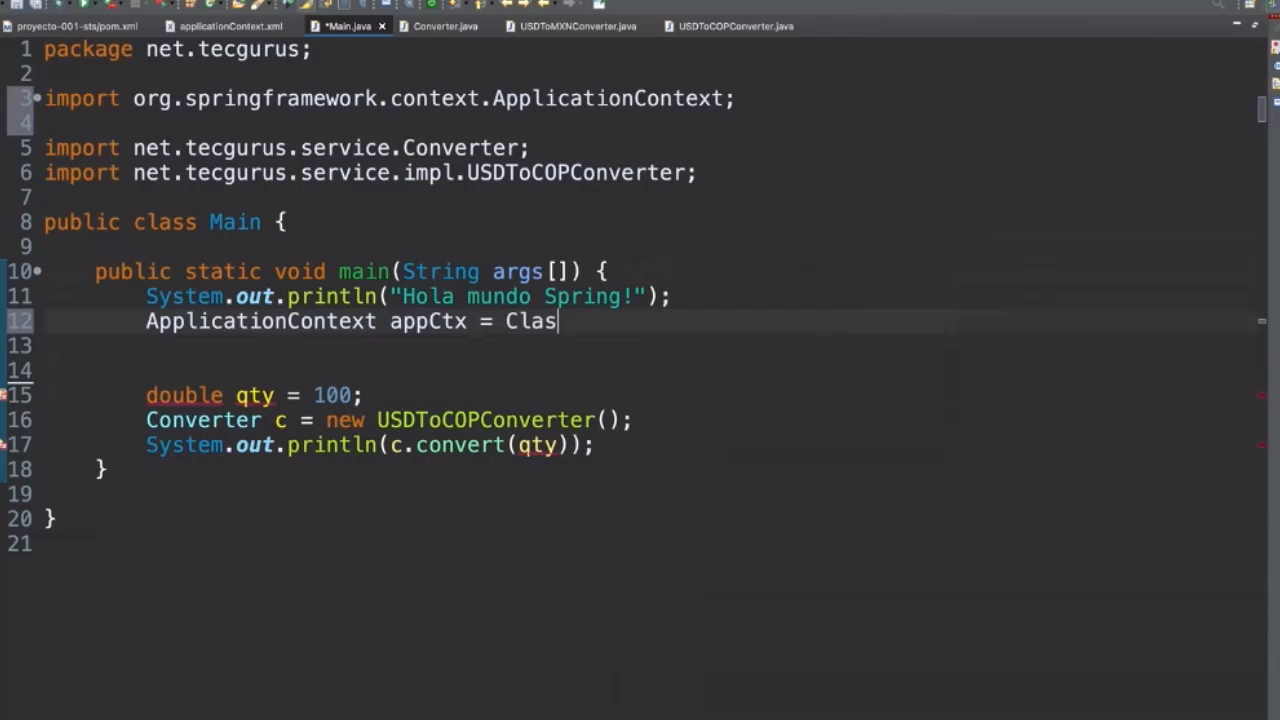 proyecto-001-sts/pom.xml applicationContext.xml *Main.java Converter.java USDToMXNConverter.java USDToCOPConverter.java
1 package net.tecgurus;
2
3 import org.springframework.context.ApplicationContext;
4
5 import net.tecgurus.service.Converter;
6 import net.tecgurus.service.impl.USDToCOPConverter;
7
8 public class Main {
9
10 public static void main(String args[]) {
11 System.out.println("Hola mundo Spring!");
12 ApplicationContext appCtx = Clas
13
14
15 double qty = 100;
16 Converter c = new USDToCOPConverter();
17 System.out.println(c.convert(qty));
18 }
19
20 }
21